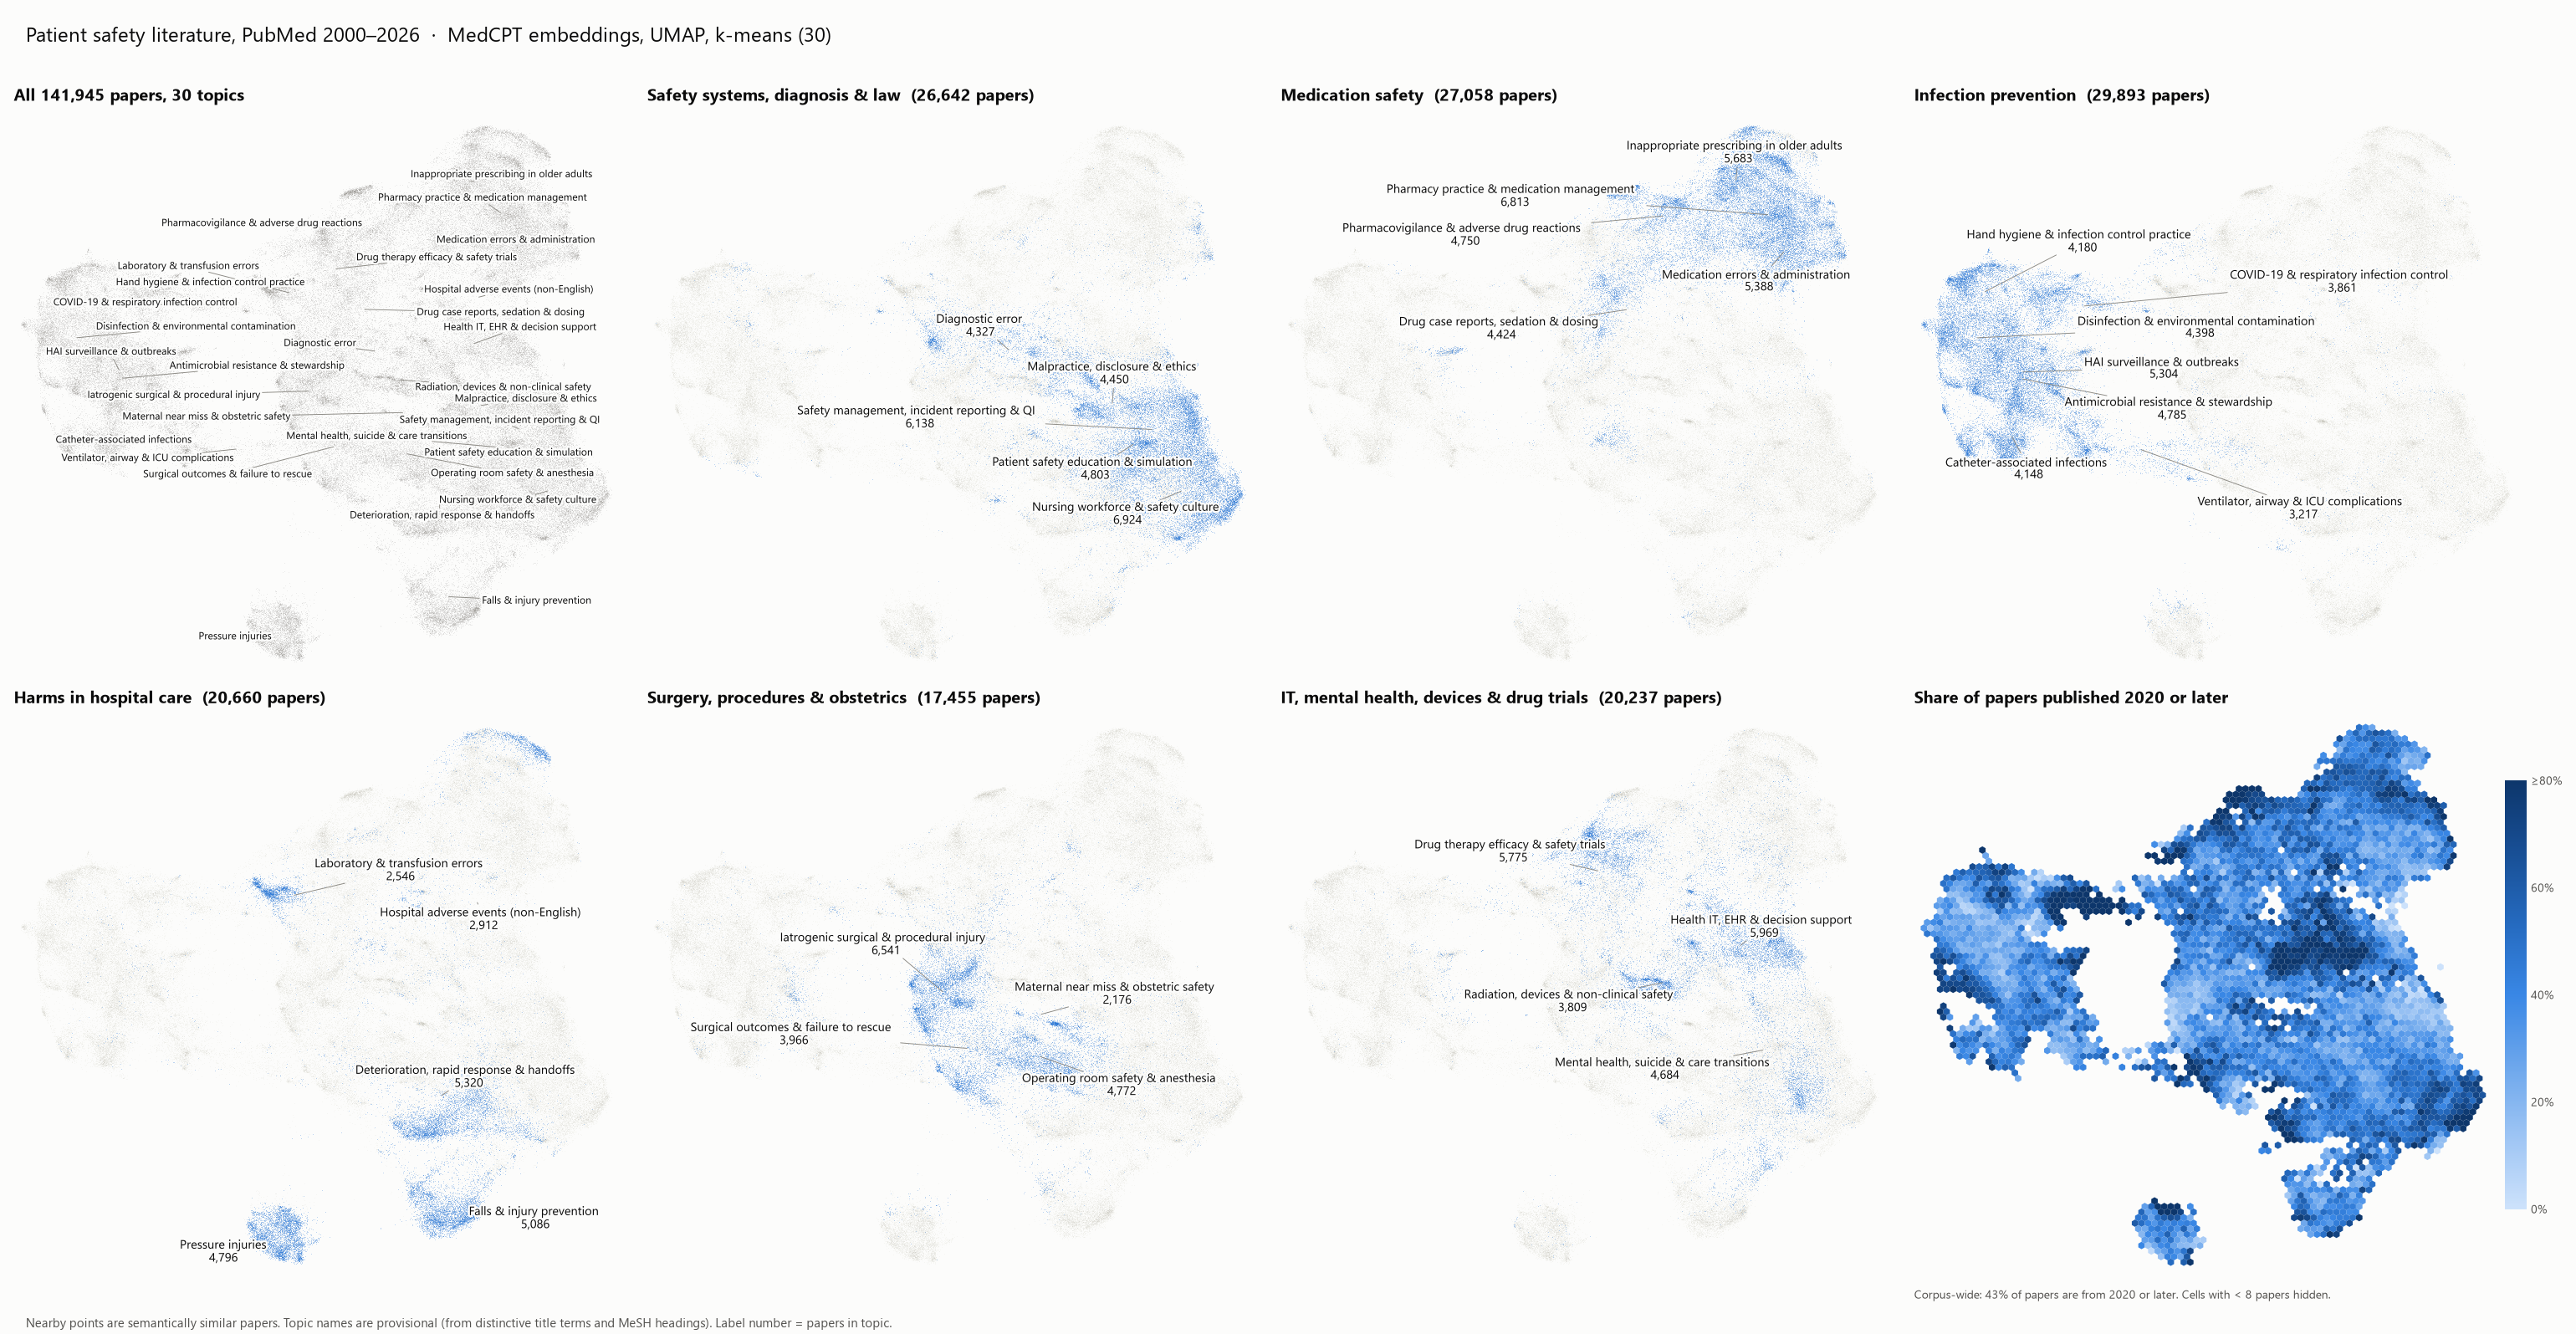 Patient safety literature, PubMed 2000–2026 · MedCPT embeddings, UMAP, k-means (30)
All 141,945 papers, 30 topics
Inappropriate prescribing in older adults
Pharmacy practice & medication management
Pharmacovigilance & adverse drug reactions
Medication errors & administration
Drug therapy efficacy & safety trials
Laboratory & transfusion errors
Hand hygiene & infection control practice
Hospital adverse events (non-English)
COVID-19 & respiratory infection control
Drug case reports, sedation & dosing
Disinfection & environmental contamination
Health IT, EHR & decision support
Diagnostic error
HAI surveillance & outbreaks
Antimicrobial resistance & stewardship
Radiation, devices & non-clinical safety
Iatrogenic surgical & procedural injury
Malpractice, disclosure & ethics
Maternal near miss & obstetric safety
Safety management, incident reporting & QI
Catheter-associated infections
Mental health, suicide & care transitions
Patient safety education & simulation
Ventilator, airway & ICU complications
Surgical outcomes & failure to rescue
Operating room safety & anesthesia
Nursing workforce & safety culture
Deterioration, rapid response & handoffs
Falls & injury prevention
Pressure injuries
Safety systems, diagnosis & law (26,642 papers)
Diagnostic error
4,327
Malpractice, disclosure & ethics
4,450
Safety management, incident reporting & QI
6,138
Patient safety education & simulation
4,803
Nursing workforce & safety culture
6,924
Medication safety (27,058 papers)
Inappropriate prescribing in older adults
5,683
Pharmacy practice & medication management
6,813
Pharmacovigilance & adverse drug reactions
4,750
Medication errors & administration
5,388
Drug case reports, sedation & dosing
4,424
Infection prevention (29,893 papers)
Hand hygiene & infection control practice
4,180
COVID-19 & respiratory infection control
3,861
Disinfection & environmental contamination
4,398
HAI surveillance & outbreaks
5,304
Antimicrobial resistance & stewardship
4,785
Catheter-associated infections
4,148
Ventilator, airway & ICU complications
3,217
Harms in hospital care (20,660 papers)
Laboratory & transfusion errors
2,546
Hospital adverse events (non-English)
2,912
Deterioration, rapid response & handoffs
5,320
Falls & injury prevention
5,086
Pressure injuries
4,796
Surgery, procedures & obstetrics (17,455 papers)
Iatrogenic surgical & procedural injury
6,541
Maternal near miss & obstetric safety
2,176
Surgical outcomes & failure to rescue
3,966
Operating room safety & anesthesia
4,772
IT, mental health, devices & drug trials (20,237 papers)
Drug therapy efficacy & safety trials
5,775
Health IT, EHR & decision support
5,969
Radiation, devices & non-clinical safety
3,809
Mental health, suicide & care transitions
4,684
Share of papers published 2020 or later
≥80%
60%
40%
20%
0%
Corpus-wide: 43% of papers are from 2020 or later. Cells with < 8 papers hidden.
Nearby points are semantically similar papers. Topic names are provisional (from distinctive title terms and MeSH headings). Label number = papers in topic.